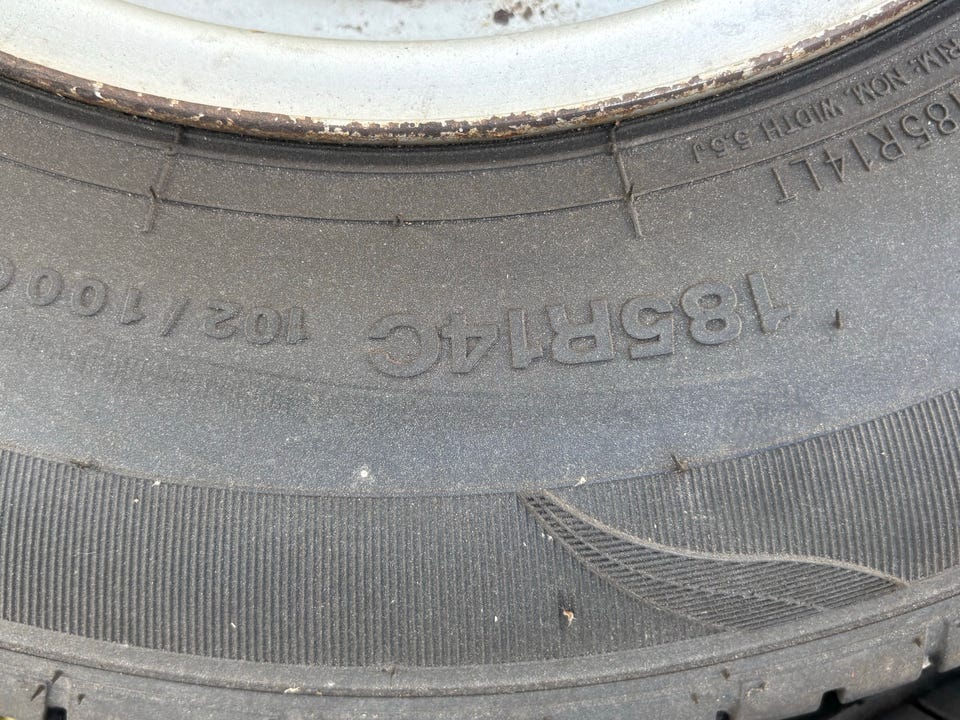 185R14C 102/100
185R14LT
RIM: NOM. WIDTH 5.5J